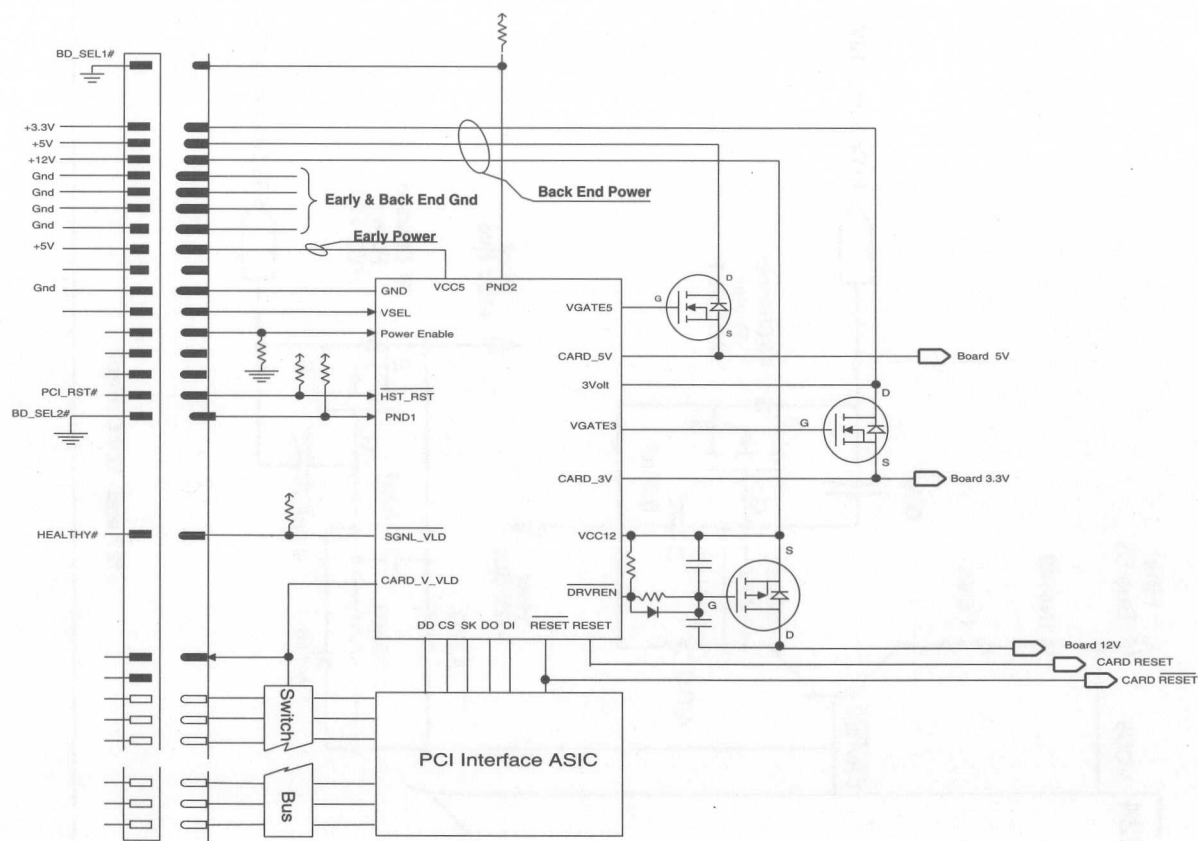 BD_SEL1#
+3.3V
+5V
+12V
Gnd
Gnd
Gnd
Gnd
+5V
Gnd
PCI_RST#
BD_SEL2#
HEALTHY#
Early & Back End Gnd
Early Power
Back End Power
VCC5
PND2
GND
VSEL
Power Enable
HST_RST
PND1
SGNL_VLD
CARD_V_VLD
VGATE5
CARD_5V
3Volt
VGATE3
CARD_3V
VCC12
DRVREN
DD CS SK DO DI RESET RESET
G
D
S
Board 5V
D
G
S
Board 3.3V
S
G
D
Board 12V
CARD RESET
CARD RESET
Switch
Bus
PCI Interface ASIC